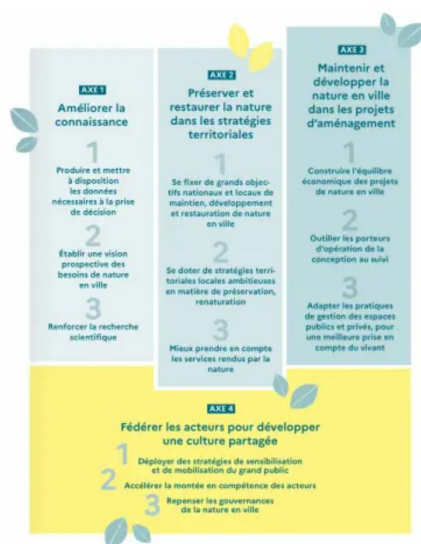 AXE 1
Améliorer la
connaissance
1
Produire et mettre
à disposition
les données
nécessaires à la prise
de décision
2
Établir une vision
prospective des
besoins de nature
en ville
3
Renforcer la recherche
scientifique
AXE 2
Préserver et
restaurer la nature
dans les stratégies
territoriales
1
Se fixer de grands objec-
tifs nationaux et locaux de
maintien, développement
et restauration de nature
en ville
2
Se doter de stratégies terri-
toriales locales ambitieuses
en matière de préservation,
renaturation
3
Mieux prendre en compte
les services rendus par la
nature
AXE 3
Maintenir et
développer la
nature en ville
dans les projets
d'aménagement
1
Construire l'équilibre
économique des projets
de nature en ville
2
Outiller les porteurs
d'opération de la
conception au suivi
3
Adapter les pratiques
de gestion des espaces
publics et privés, pour
une meilleure prise en
compte du vivant
AXE 4
Fédérer les acteurs pour développer
une culture partagée
1
Déployer des stratégies de sensibilisation
et de mobilisation du grand public
2
Accélérer la montée en compétence des acteurs
3
Repenser les gouvernances
de la nature en ville